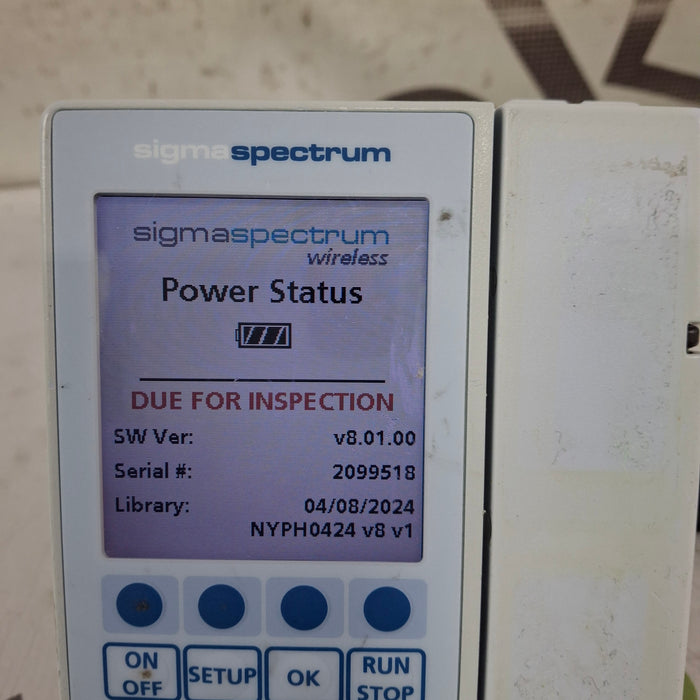 sigmaspectrum
sigmaspectrum
wireless
Power Status
DUE FOR INSPECTION
SW Ver: v8.01.00
Serial #: 2099518
Library: 04/08/2024
NYPH0424 v8 v1
ON OFF SETUP OK RUN STOP